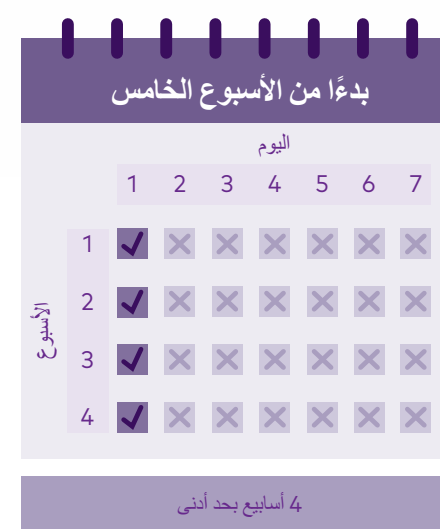 بدءًا من الأسبوع الخامس
اليوم
1 2 3 4 5 6 7
الأسبوع
1
2
3
4
4 أسابيع بحد أدنى